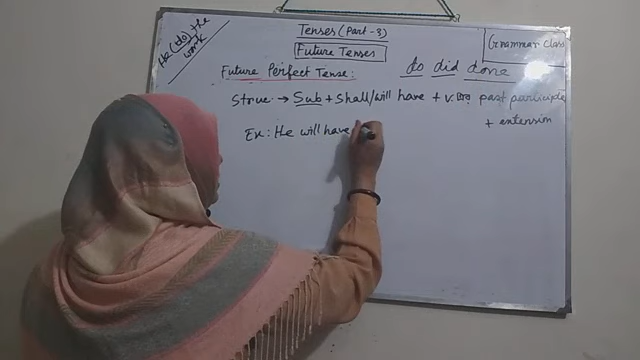 He (do) the
work
Tenses (Part-3)
Future Tenses
Grammar Class
Future Perfect Tense:
do did done
Struc → Sub + Shall/will have + v. past participle
+ extension
Ex: He will have